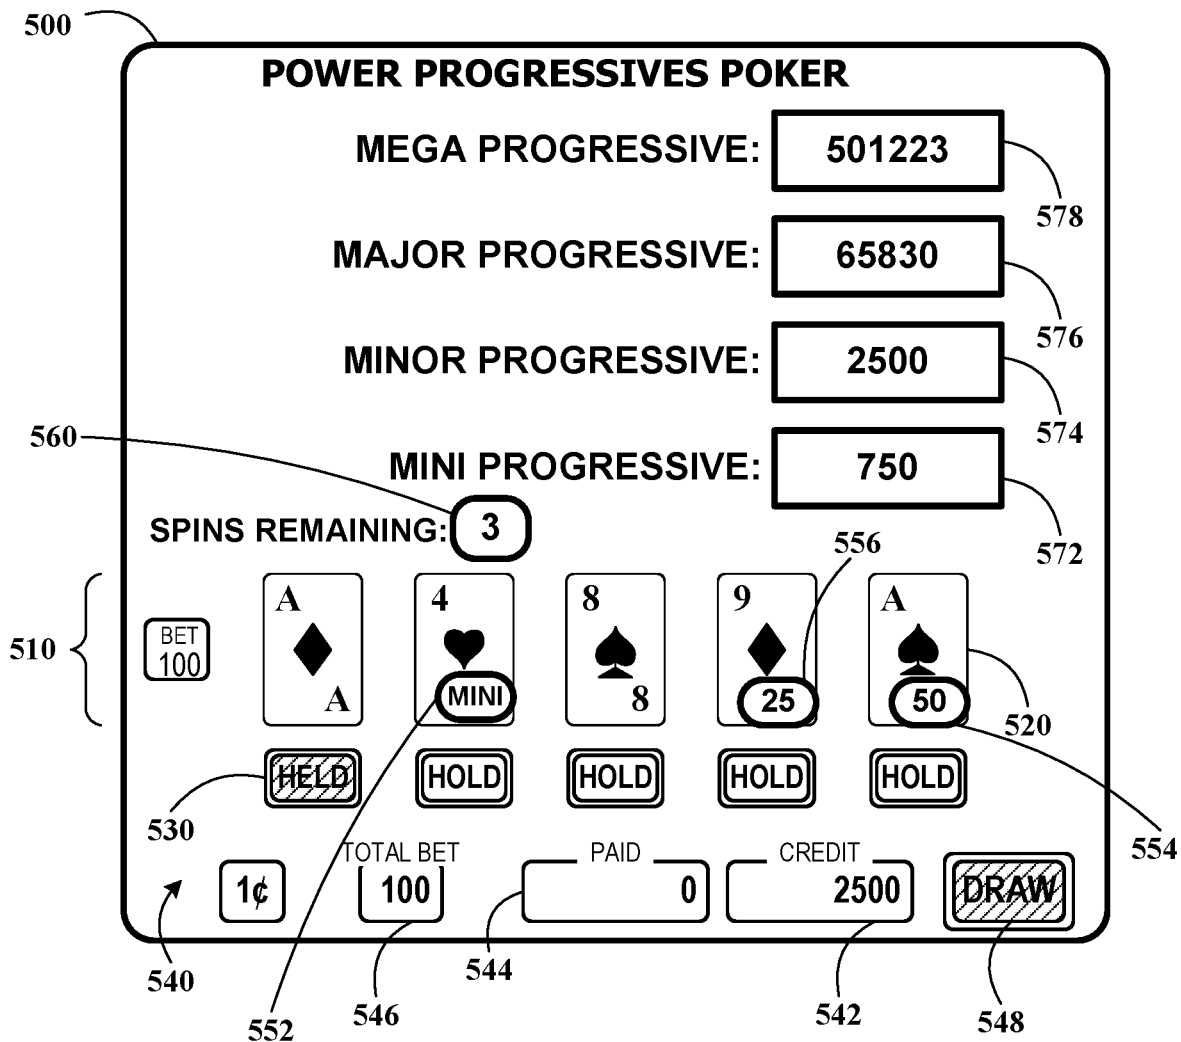 500
POWER PROGRESSIVES POKER
MEGA PROGRESSIVE: 501223
578
MAJOR PROGRESSIVE: 65830
576
MINOR PROGRESSIVE: 2500
574
560
MINI PROGRESSIVE: 750
572
SPINS REMAINING: 3
556
510
BET
100
A A
4 MINI
8 8
9 25
A 50
520
530
HELD HOLD HOLD HOLD HOLD
554
540
1¢
TOTAL BET
100
PAID
0
CREDIT
2500
DRAW
552
546
544
542
548